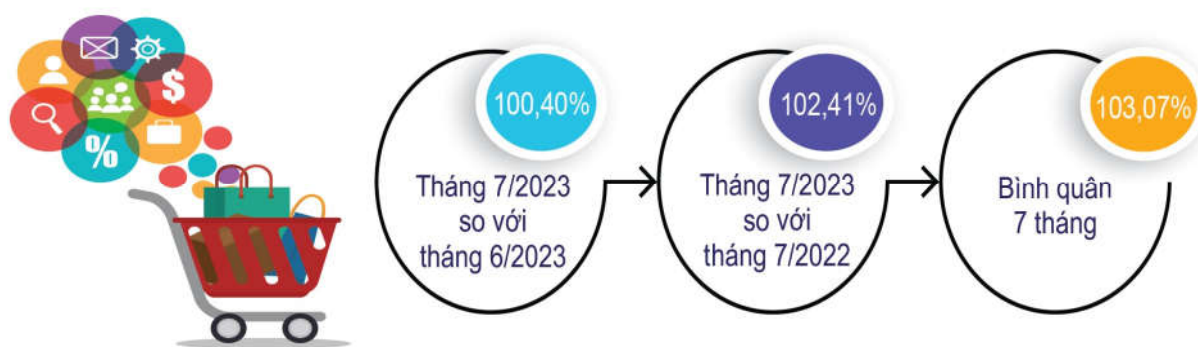 $
%
100,40%
Tháng 7/2023
so với
tháng 6/2023
102,41%
Tháng 7/2023
so với
tháng 7/2022
103,07%
Bình quân
7 tháng